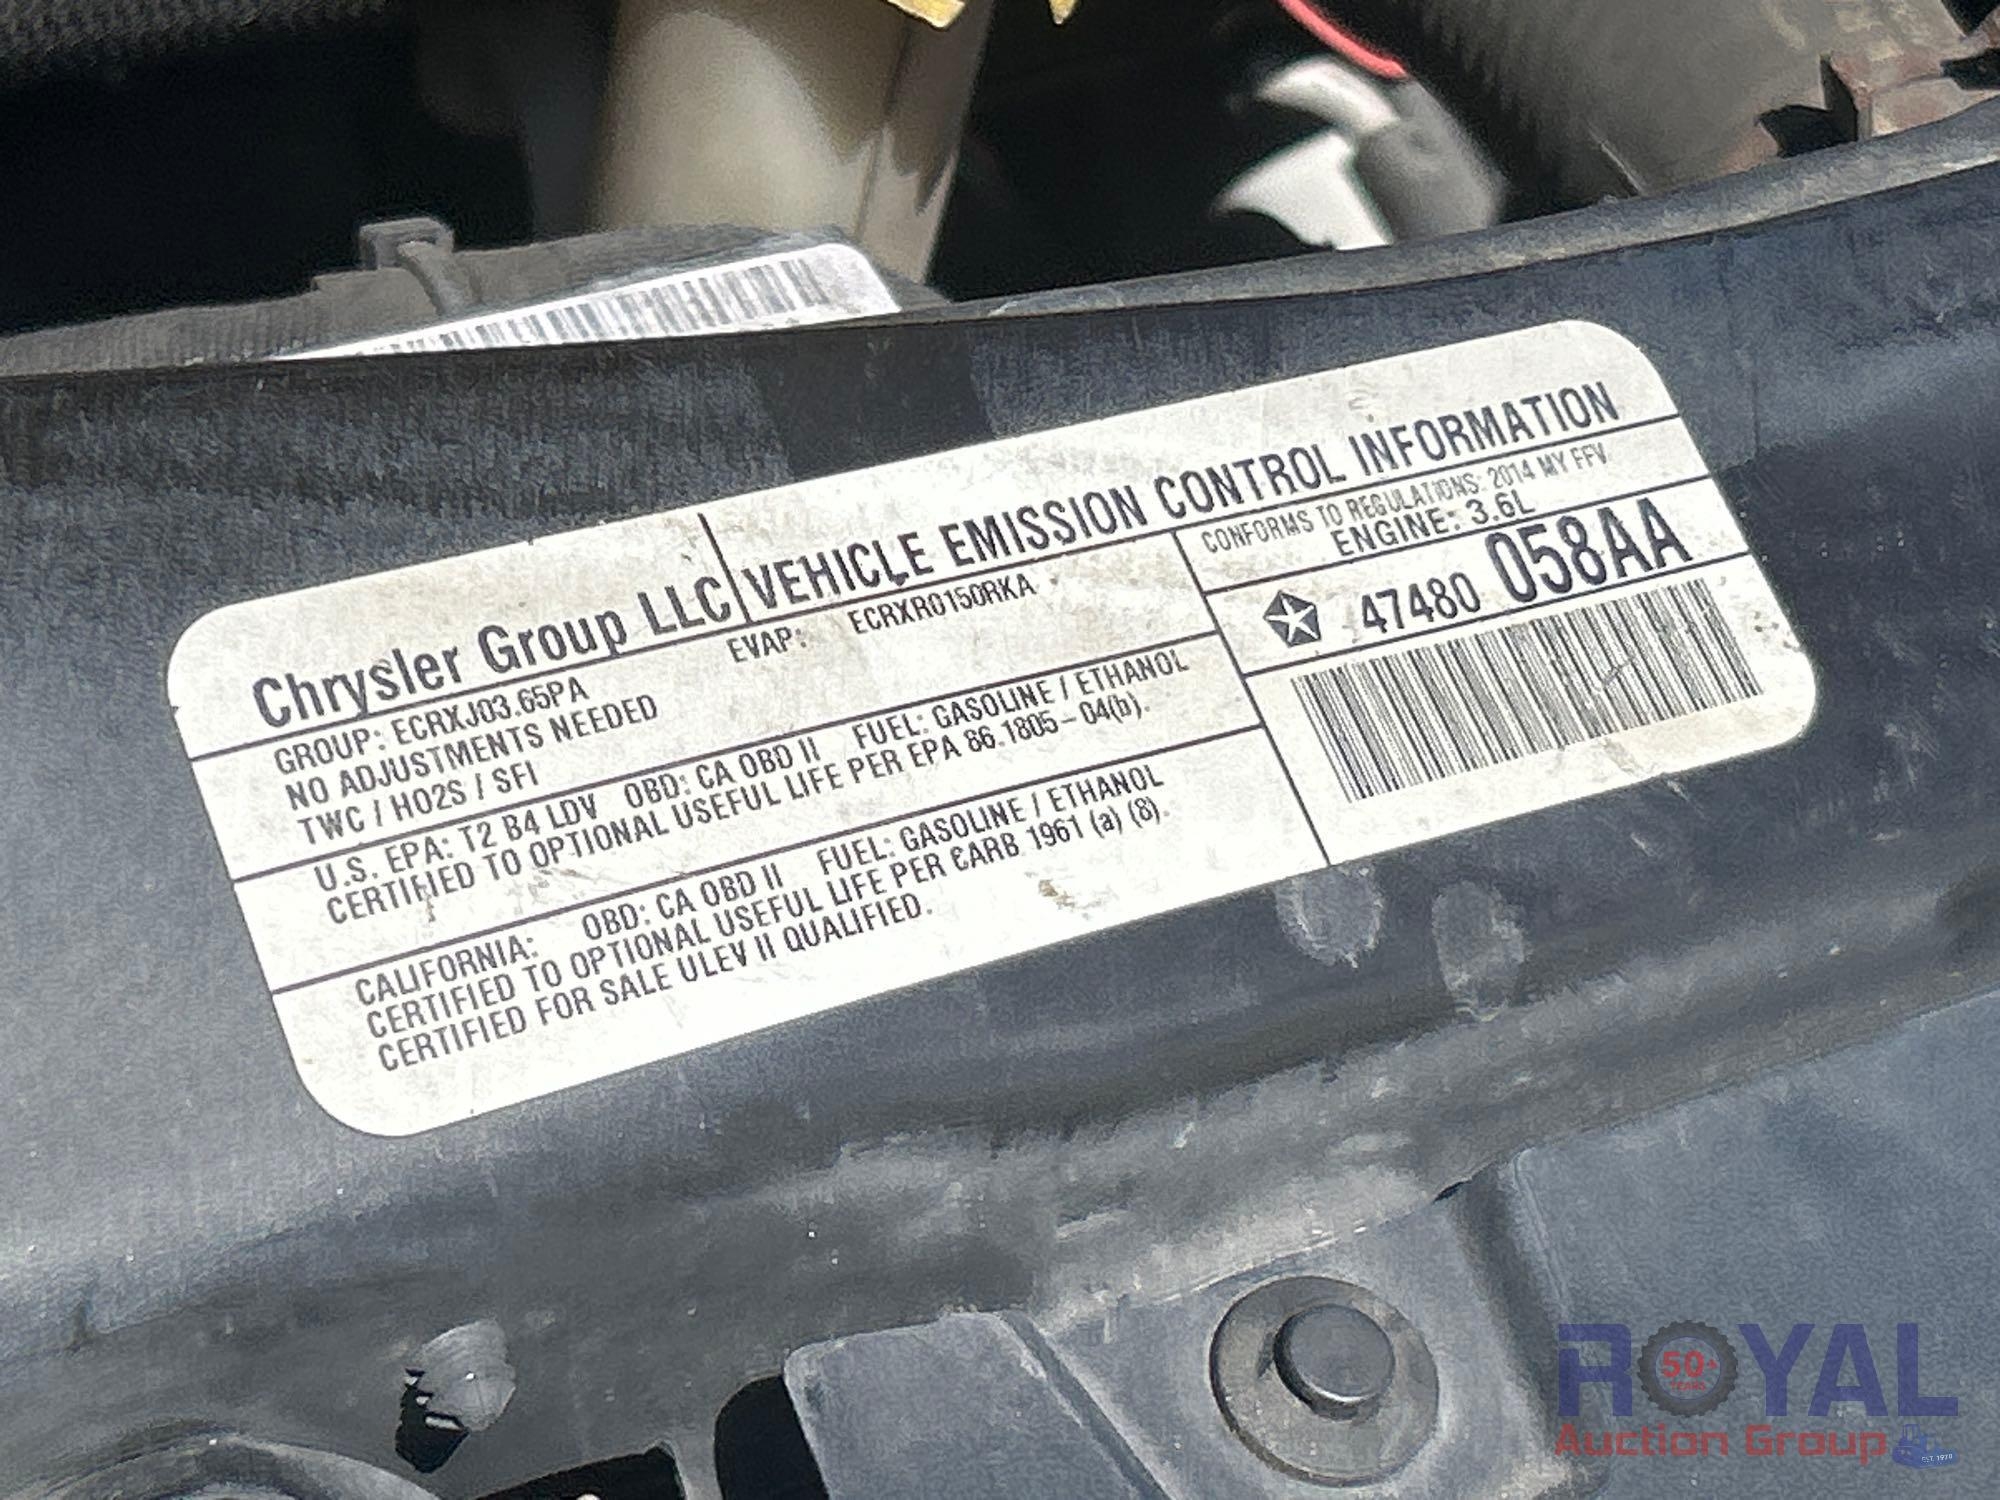 Chrysler Group LLC VEHICLE EMISSION CONTROL INFORMATION
GROUP: ECRXJ03.65PA EVAP: ECRXR0150RKA
NO ADJUSTMENTS NEEDED
TWC / HO2S / SFI
CONFORMS TO REGULATIONS: 2014 MY FFV
ENGINE: 3.6L
47480 058AA
U.S. EPA: T2 B4 LDV OBD: CA OBD II FUEL: GASOLINE / ETHANOL
CERTIFIED TO OPTIONAL USEFUL LIFE PER EPA 86.1805-04(b).
CALIFORNIA: OBD: CA OBD II FUEL: GASOLINE / ETHANOL
CERTIFIED TO OPTIONAL USEFUL LIFE PER CARB 1961 (a) (8).
CERTIFIED FOR SALE ULEV II QUALIFIED.
ROYAL
50+
YEARS
Auction Group
EST. 1970